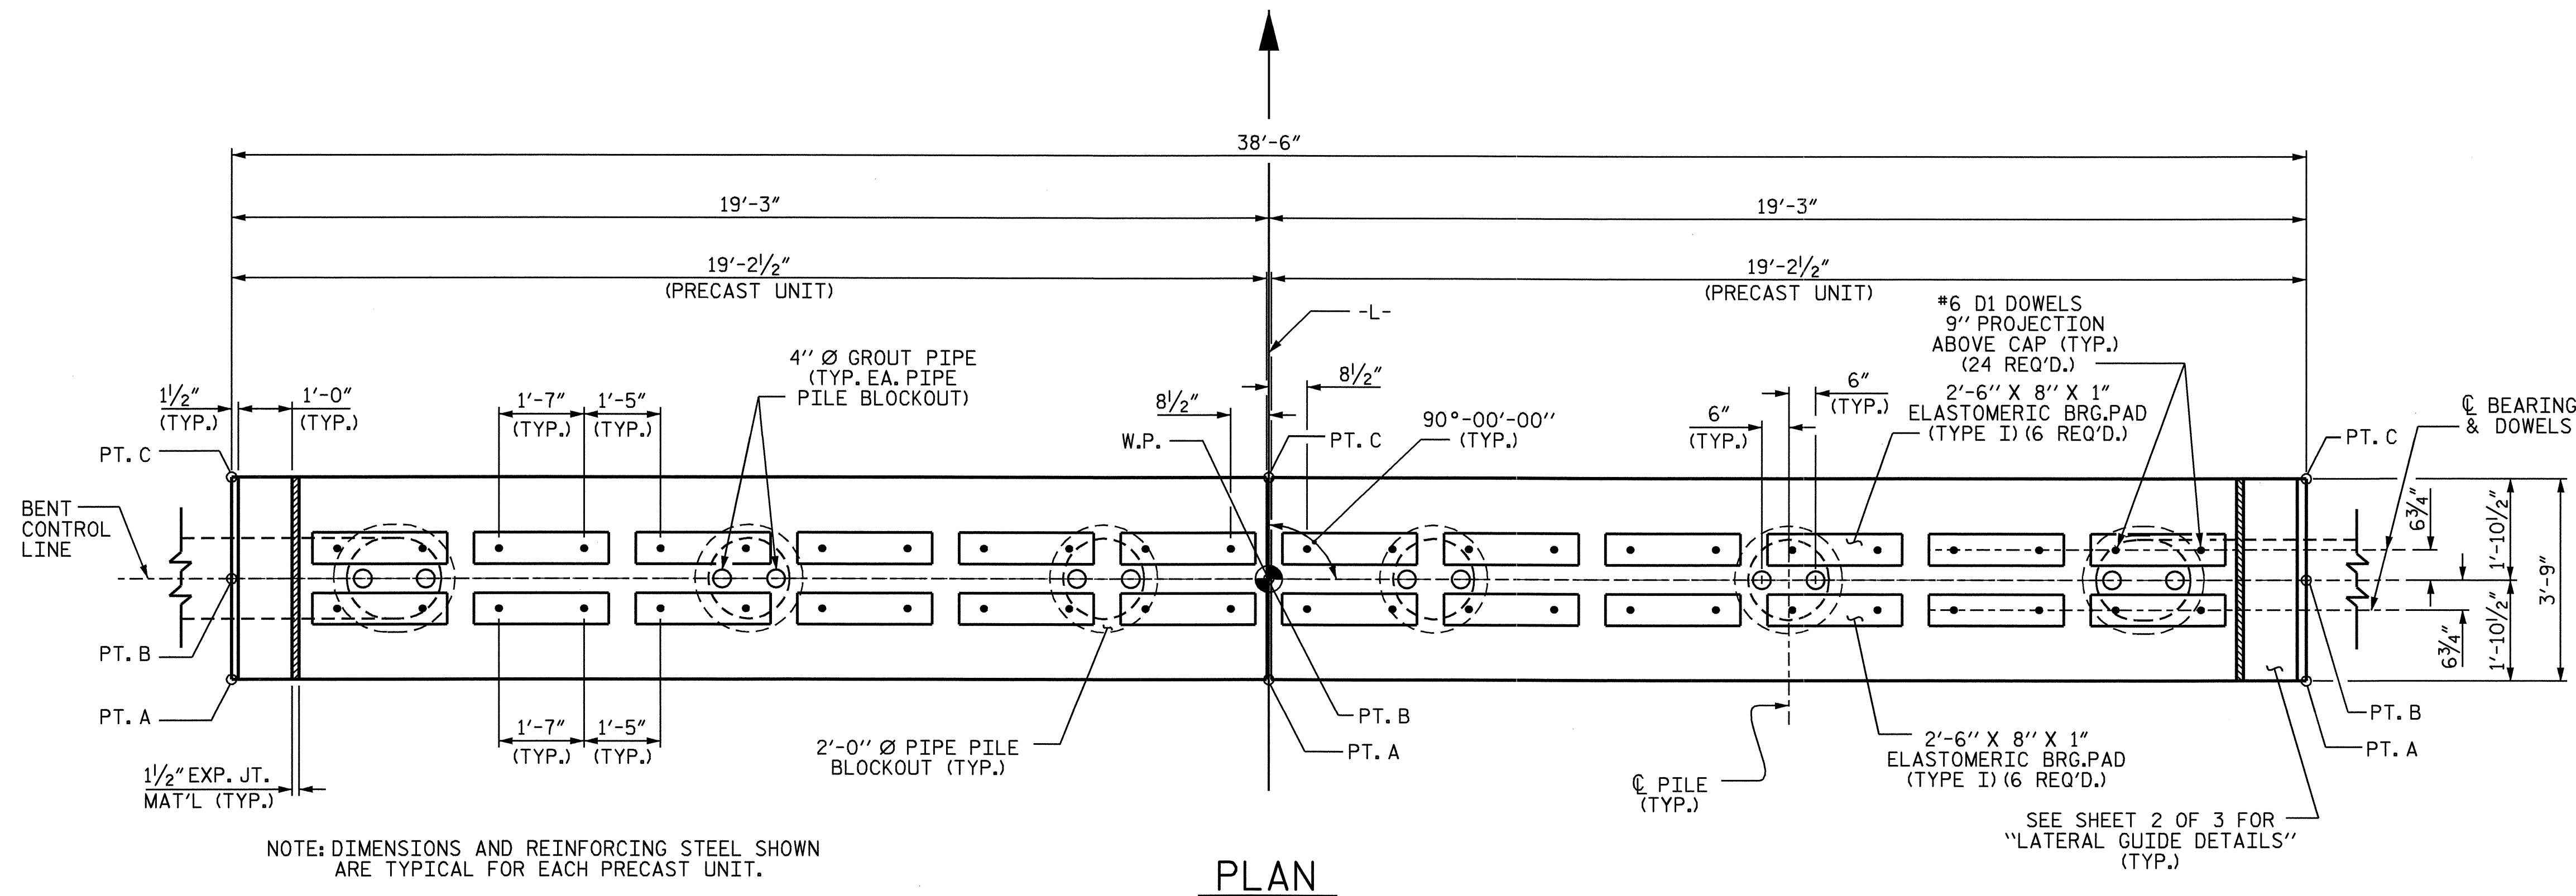 38'-6"
19'-3"
19'-3"
19'-2½"
(PRECAST UNIT)
19'-2½"
(PRECAST UNIT)
-L-
#6 D1 DOWELS
9" PROJECTION
ABOVE CAP (TYP.)
(24 REQ'D.)
4" Ø GROUT PIPE
(TYP. EA. PIPE
PILE BLOCKOUT)
1½"
(TYP.)
1'-0"
(TYP.)
1'-7"
(TYP.)
1'-5"
(TYP.)
8½"
8½"
90°-00'-00"
(TYP.)
6"
(TYP.)
6"
(TYP.)
2'-6" X 8" X 1"
ELASTOMERIC BRG.PAD
(TYPE I) (6 REQ'D.)
℄ BEARING
& DOWELS
PT. C
W.P.
PT. C
PT. C
BENT
CONTROL
LINE
6¾"
1'-10½"
3'-9"
6¾"
1'-10½"
PT. B
PT. A
1'-7"
(TYP.)
1'-5"
(TYP.)
2'-0" Ø PIPE PILE
BLOCKOUT (TYP.)
PT. B
PT. A
℄ PILE
(TYP.)
2'-6" X 8" X 1"
ELASTOMERIC BRG.PAD
(TYPE I) (6 REQ'D.)
PT. B
PT. A
1½" EXP. JT.
MAT'L (TYP.)
SEE SHEET 2 OF 3 FOR
"LATERAL GUIDE DETAILS"
(TYP.)
NOTE: DIMENSIONS AND REINFORCING STEEL SHOWN
ARE TYPICAL FOR EACH PRECAST UNIT.
PLAN